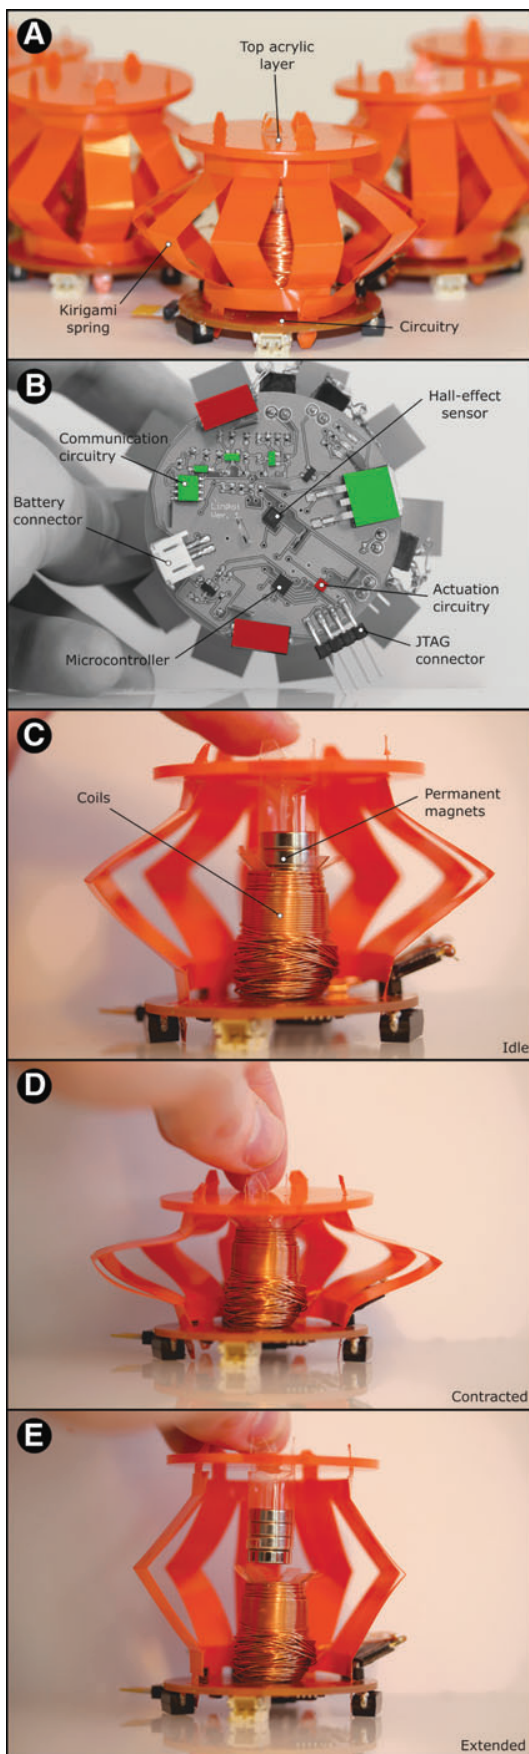 A
Top acrylic
layer
Kirigami
spring
Circuitry
B
Hall-effect
sensor
Communication
circuitry
Battery
connector
Actuation
circuitry
Microcontroller
JTAG
connector
C
Coils
Permanent
magnets
Idle
D
Contracted
E
Extended